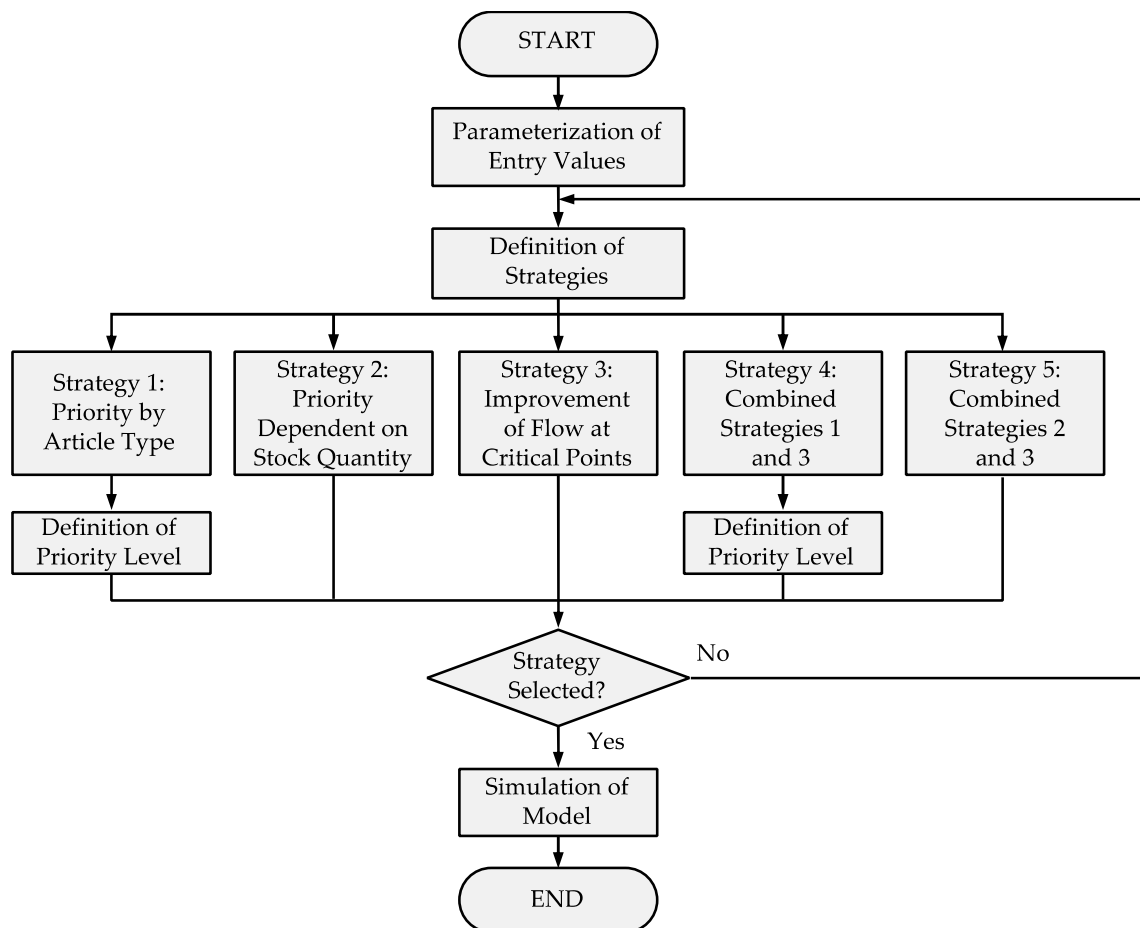 START
Parameterization of
Entry Values
Definition of
Strategies
Strategy 1:
Priority by
Article Type
Strategy 2:
Priority
Dependent on
Stock Quantity
Strategy 3:
Improvement
of Flow at
Critical Points
Strategy 4:
Combined
Strategies 1
and 3
Strategy 5:
Combined
Strategies 2
and 3
Definition of
Priority Level
Definition of
Priority Level
Strategy
Selected?
No
Yes
Simulation of
Model
END